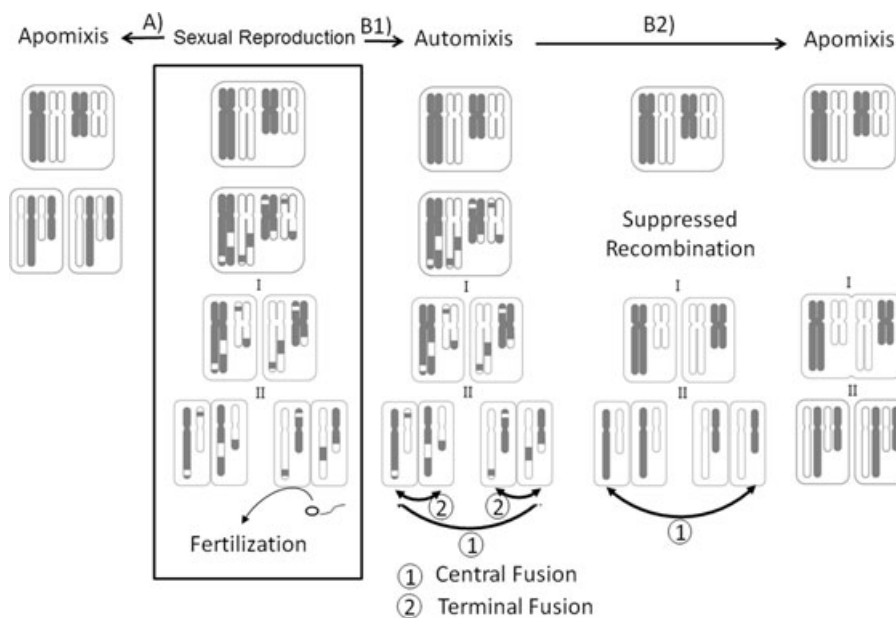 A)
B1)
B2)
Apomixis
Sexual Reproduction
Automixis
Apomixis
Suppressed
Recombination
I
I
I
I
II
II
II
II
2
2
1
1
Fertilization
1 Central Fusion
2 Terminal Fusion